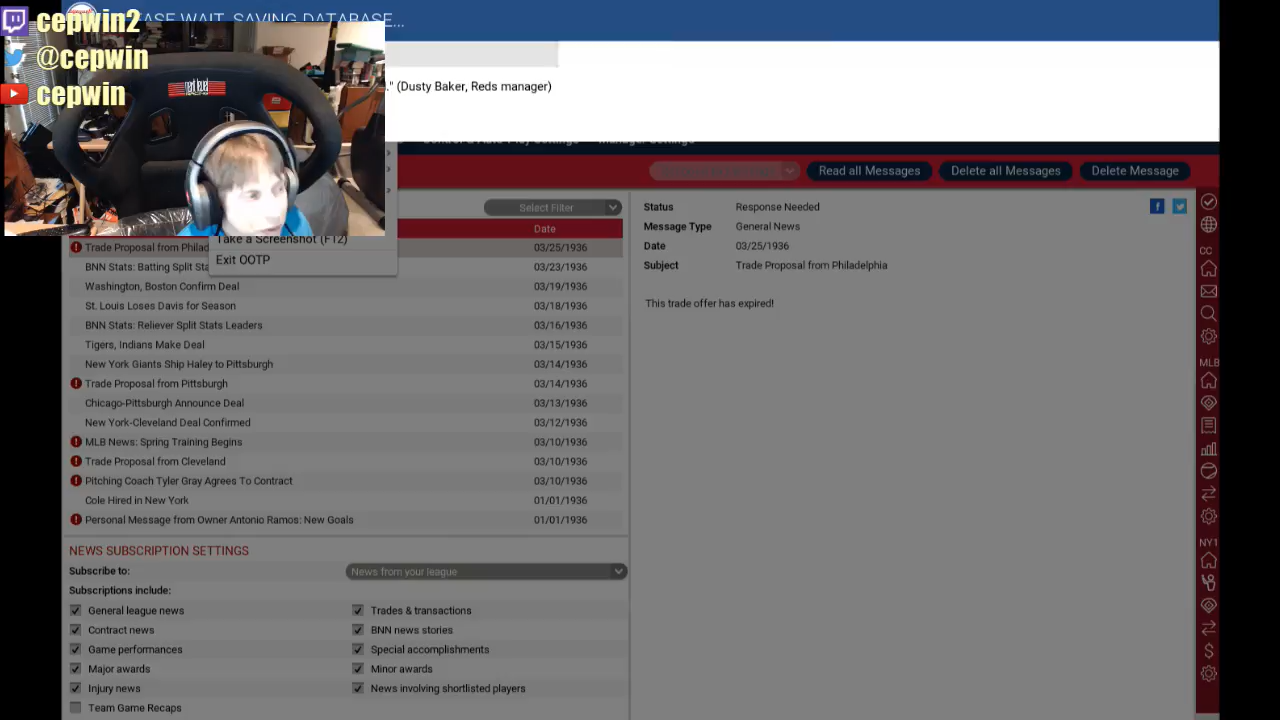 cepwin2
@cepwin
cepwin
EASE WAIT, SAVING DATABASE...
." (Dusty Baker, Reds manager)
Read all Messages
Delete all Messages
Delete Message
Select Filter
Date
Take a Screenshot (F12)
Exit OOTP
Trade Proposal from Philad 03/25/1936
BNN Stats: Batting Split Sta 03/23/1936
Washington, Boston Confirm Deal 03/19/1936
St. Louis Loses Davis for Season 03/18/1936
BNN Stats: Reliever Split Stats Leaders 03/16/1936
Tigers, Indians Make Deal 03/15/1936
New York Giants Ship Haley to Pittsburgh 03/14/1936
Trade Proposal from Pittsburgh 03/14/1936
Chicago-Pittsburgh Announce Deal 03/13/1936
New York-Cleveland Deal Confirmed 03/12/1936
MLB News: Spring Training Begins 03/10/1936
Trade Proposal from Cleveland 03/10/1936
Pitching Coach Tyler Gray Agrees To Contract 03/10/1936
Cole Hired in New York 01/01/1936
Personal Message from Owner Antonio Ramos: New Goals 01/01/1936
NEWS SUBSCRIPTION SETTINGS
Subscribe to: News from your league
Subscriptions include:
General league news Trades & transactions
Contract news BNN news stories
Game performances Special accomplishments
Major awards Minor awards
Injury news News involving shortlisted players
Team Game Recaps
Status Response Needed
Message Type General News
Date 03/25/1936
Subject Trade Proposal from Philadelphia
This trade offer has expired!
CC
MLB
NY1